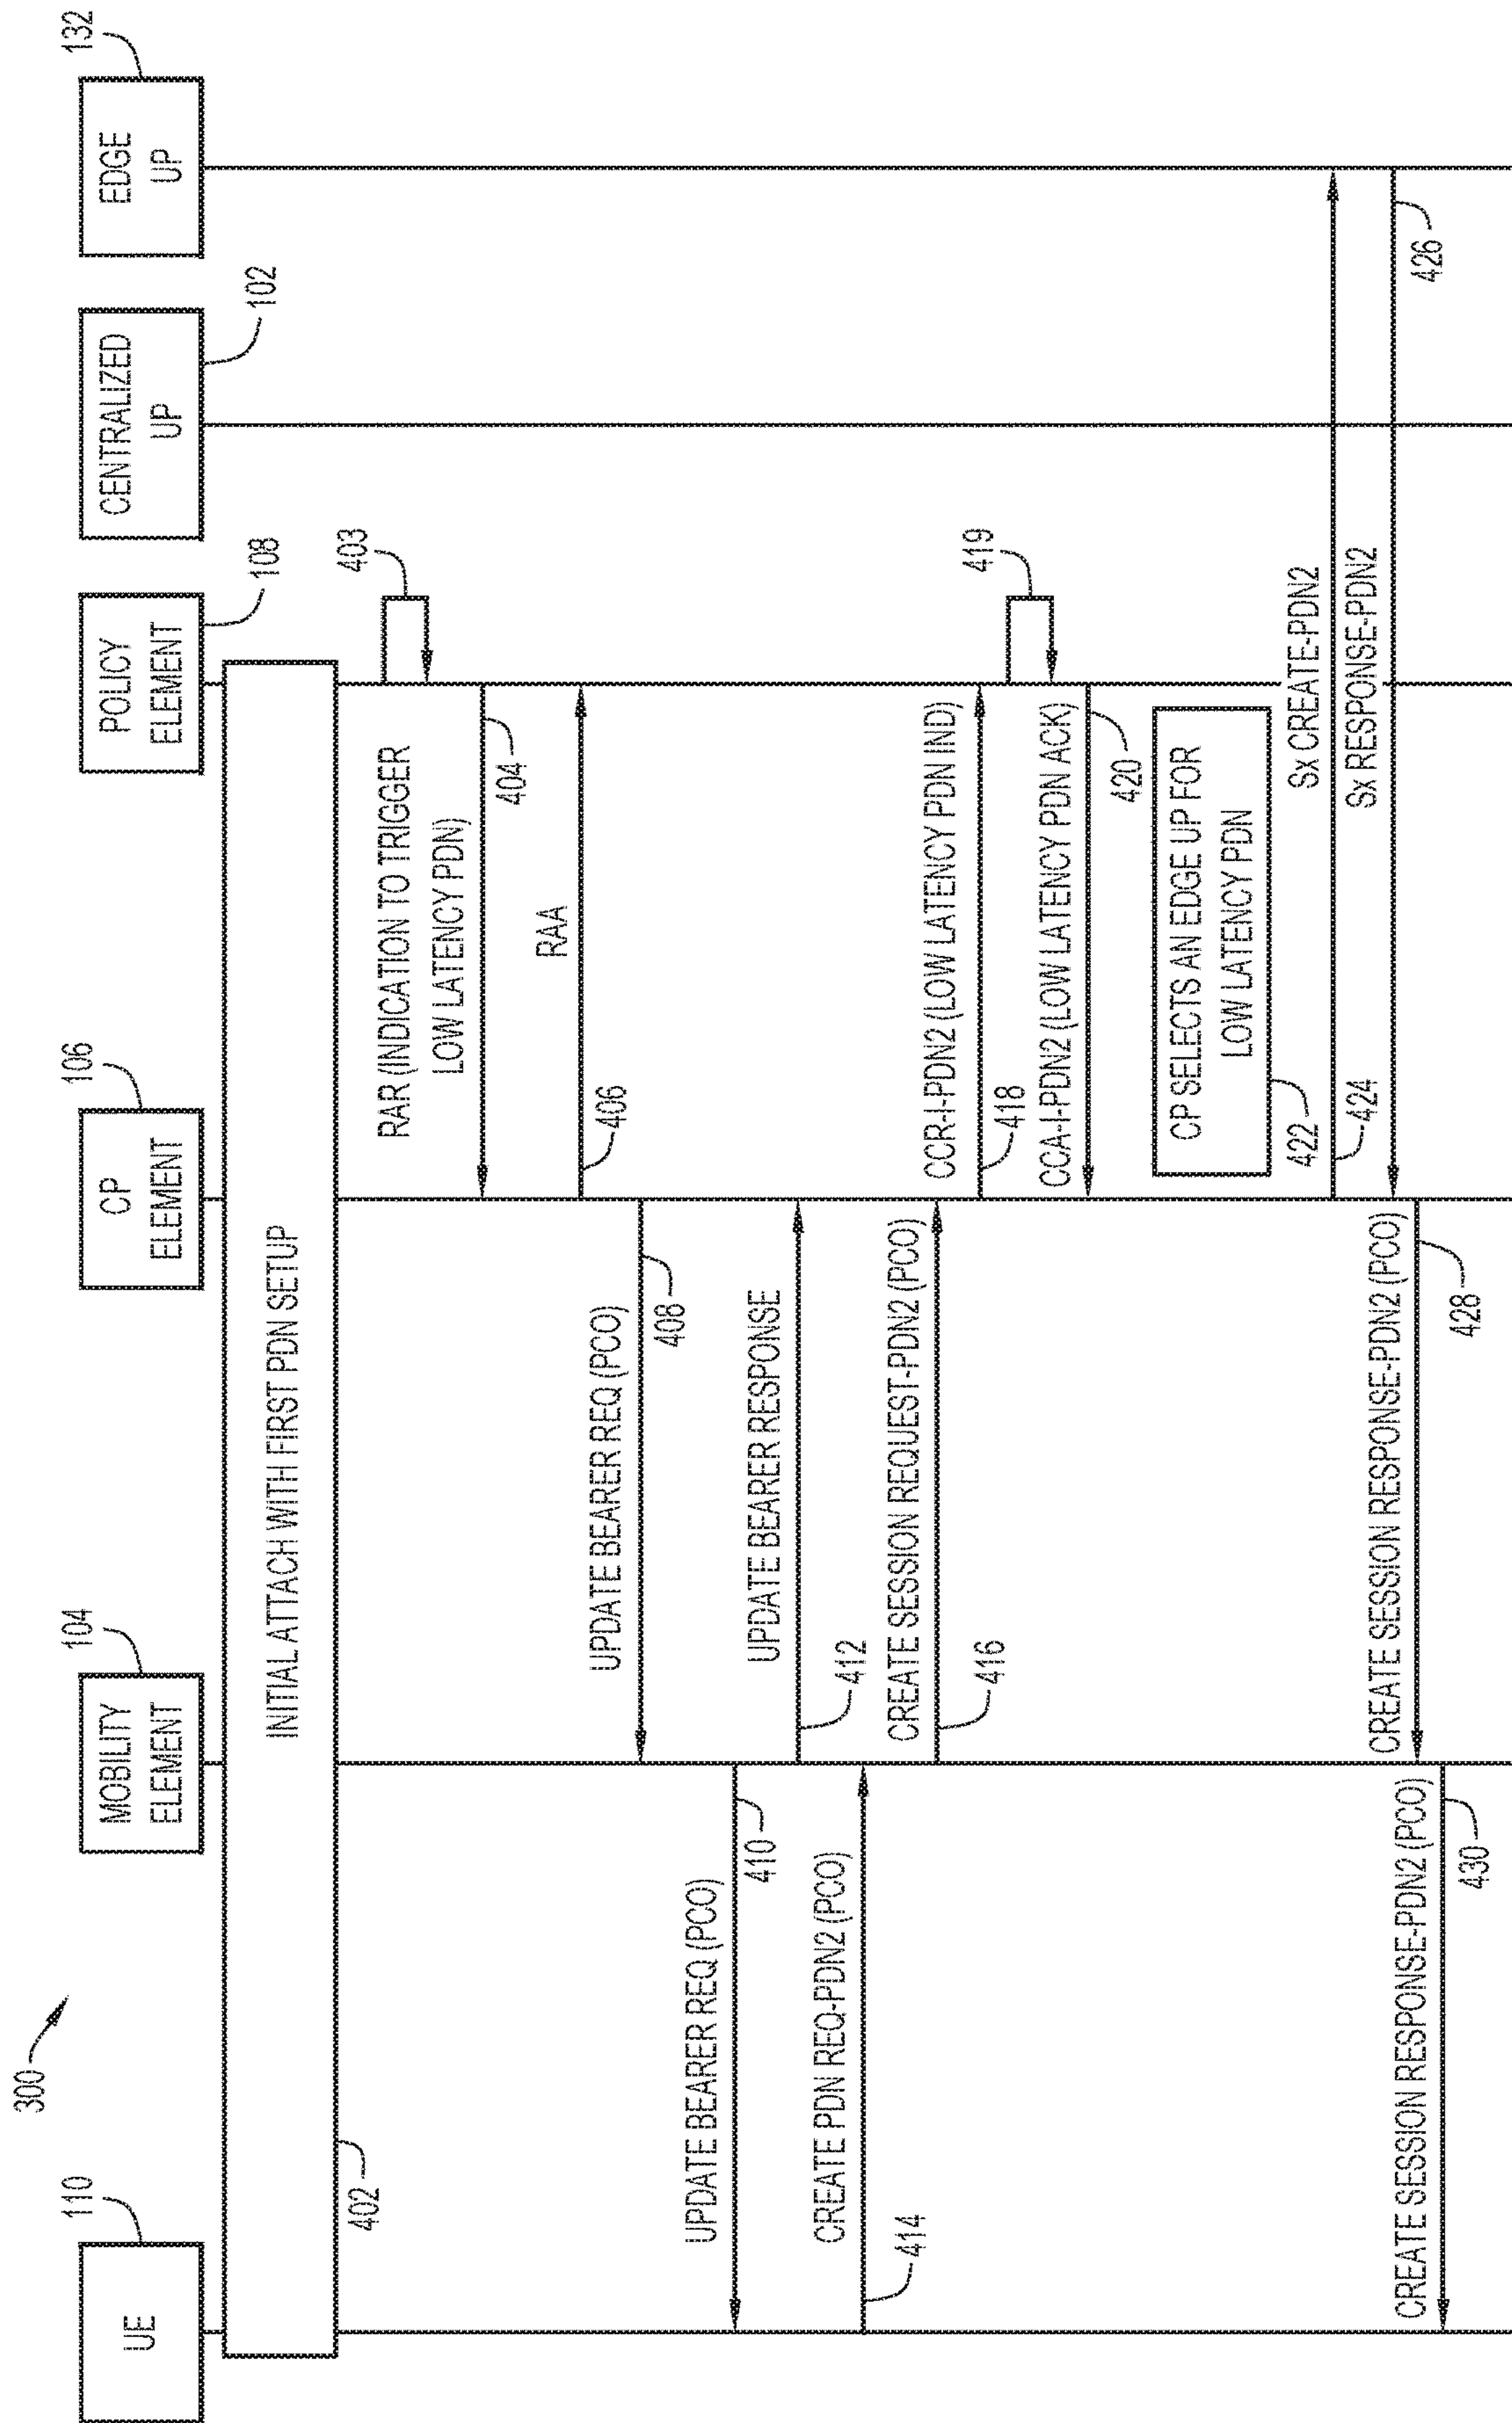 300
UE
110
MOBILITY
ELEMENT
104
CP
ELEMENT
106
POLICY
ELEMENT
108
CENTRALIZED
UP
102
EDGE
UP
132
INITIAL ATTACH WITH FIRST PDN SETUP
402
403
RAR (INDICATION TO TRIGGER
LOW LATENCY PDN)
404
RAA
406
UPDATE BEARER REQ (PCO)
408
UPDATE BEARER REQ (PCO)
410
UPDATE BEARER RESPONSE
412
CREATE PDN REQ-PDN2 (PCO)
414
CREATE SESSION REQUEST-PDN2 (PCO)
416
CCR-I-PDN2 (LOW LATENCY PDN IND)
418
419
CCA-I-PDN2 (LOW LATENCY PDN ACK)
420
CP SELECTS AN EDGE UP FOR
LOW LATENCY PDN
422
Sx CREATE-PDN2
424
Sx RESPONSE-PDN2
426
CREATE SESSION RESPONSE-PDN2 (PCO)
428
CREATE SESSION RESPONSE-PDN2 (PCO)
430